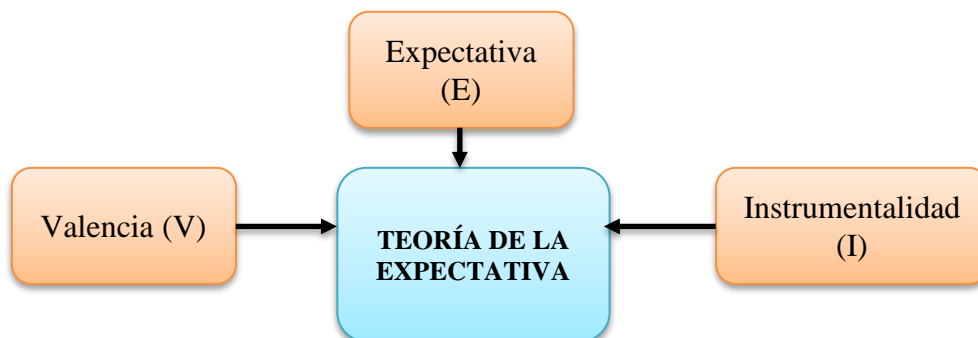 Expectativa
(E)
Valencia (V)
TEORÍA DE LA
EXPECTATIVA
Instrumentalidad
(I)